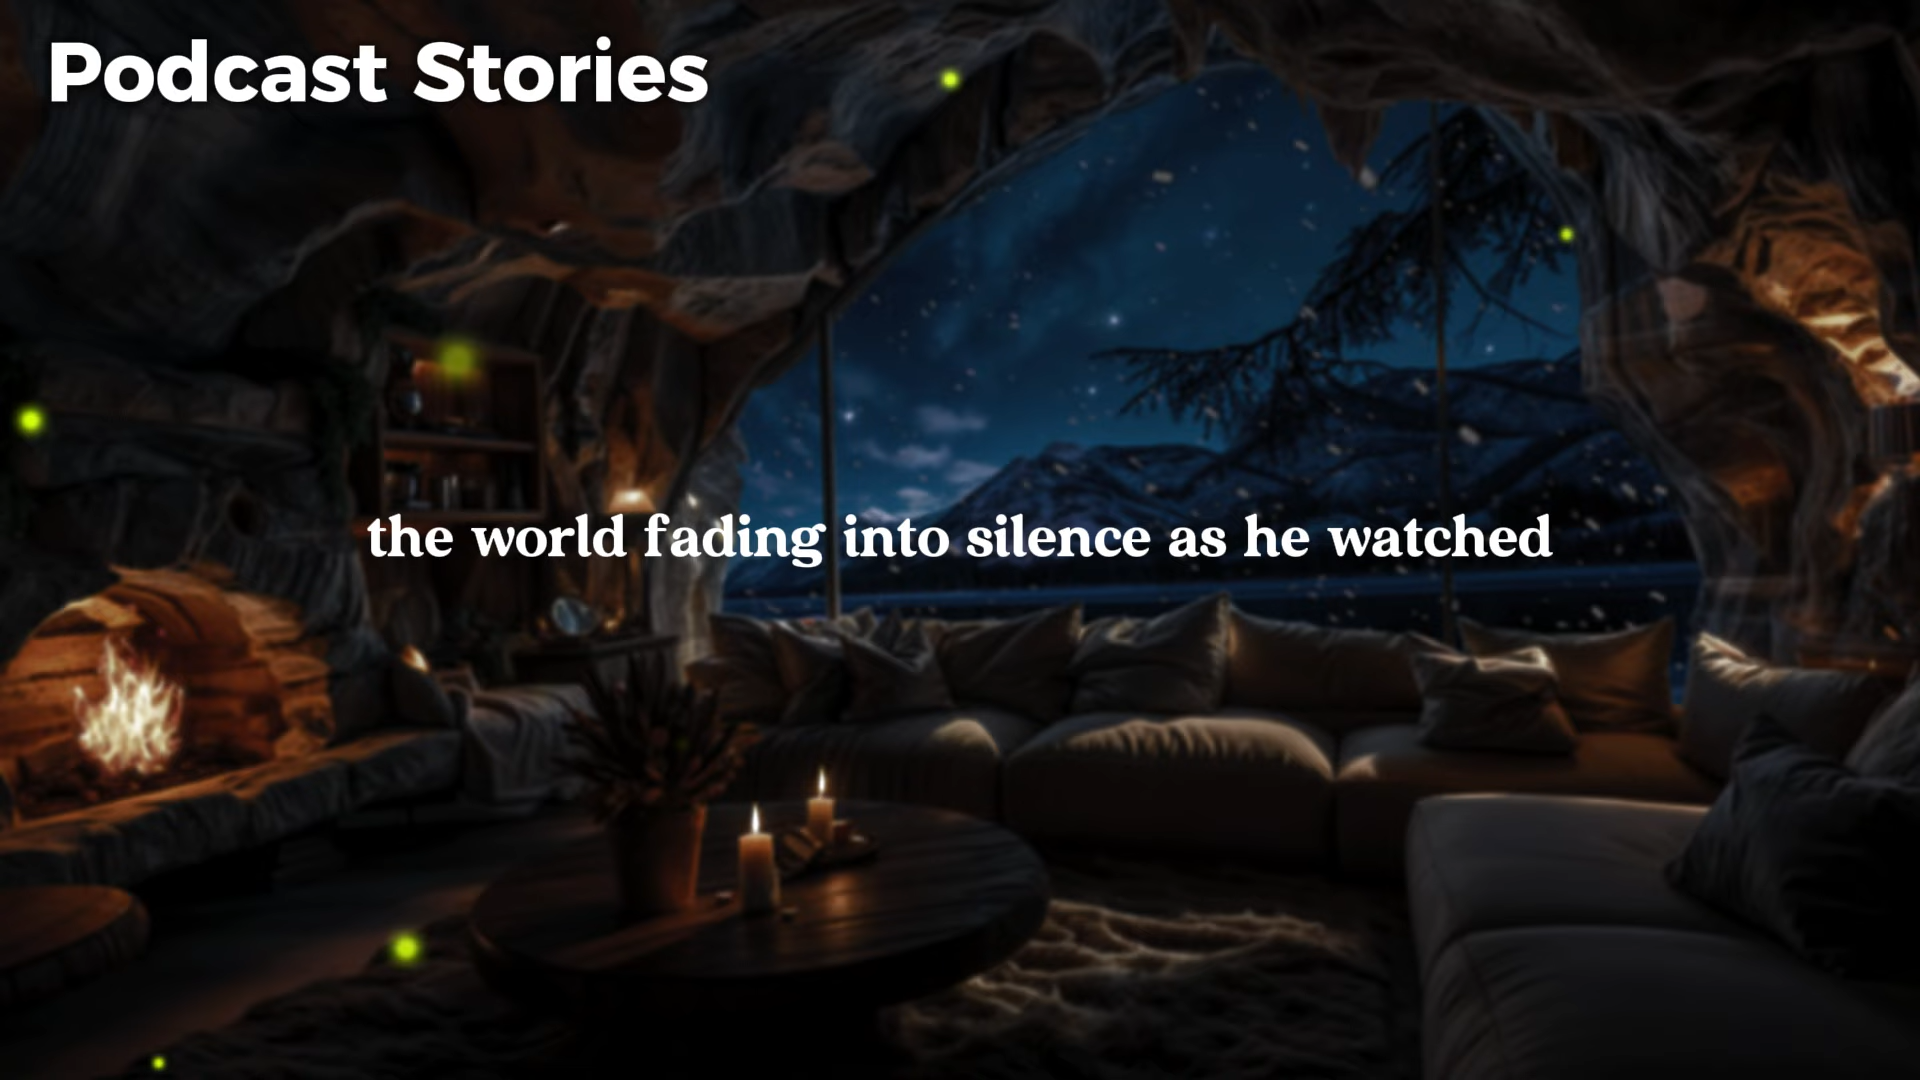 Podcast Stories
the world fading into silence as he watched